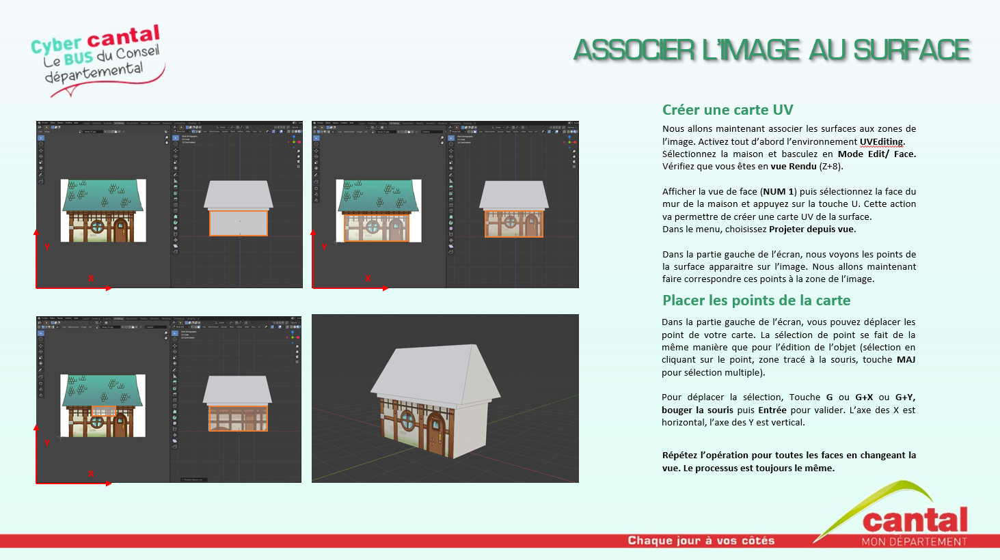 Cyber cantal
Le BUS du Conseil
départemental
ASSOCIER L'IMAGE AU SURFACE
Créer une carte UV
Nous allons maintenant associer les surfaces aux zones de
l'image. Activez tout d'abord l'environnement UVEditing.
Sélectionnez la maison et basculez en Mode Edit/ Face.
Vérifiez que vous êtes en vue Rendu (Z+8).
Afficher la vue de face (NUM 1) puis sélectionnez la face du
mur de la maison et appuyez sur la touche U. Cette action
va permettre de créer une carte UV de la surface.
Dans le menu, choisissez Projeter depuis vue.
Dans la partie gauche de l'écran, nous voyons les points de
la surface apparaitre sur l'image. Nous allons maintenant
faire correspondre ces points à la zone de l'image.
Placer les points de la carte
Dans la partie gauche de l'écran, vous pouvez déplacer les
point de votre carte. La sélection de point se fait de la
même manière que pour l'édition de l'objet (sélection en
cliquant sur le point, zone tracé à la souris, touche MAJ
pour sélection multiple).
Pour déplacer la sélection, Touche G ou G+X ou G+Y,
bouger la souris puis Entrée pour valider. L'axe des X est
horizontal, l'axe des Y est vertical.
Répétez l'opération pour toutes les faces en changeant la
vue. Le processus est toujours le même.
Y
X
Y
X
Y
X
cantal
Chaque jour à vos côtés
MON DÉPARTEMENT